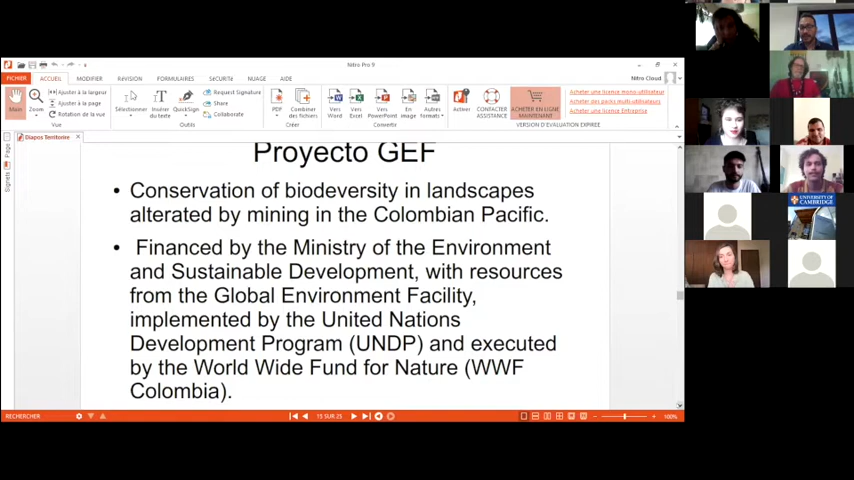 Nitro Pro 9
FICHIER ACCUEIL MODIFIER RÉVISION FORMULAIRES SÉCURITÉ NUAGE AIDE
Nitro Cloud
Main
Zoom
Ajuster à la largeur
Ajuster à la page
Rotation de la vue
Vue
Sélectionner
Insérer du texte
QuickSign
Request Signature
Share
Collaborate
Outils
PDF
Combiner des fichiers
Créer
Vers Word
Vers Excel
Vers PowerPoint
En image
Autres formats
Convertir
Activer
CONTACTER ASSISTANCE
ACHETER EN LIGNE MAINTENANT
Acheter une licence mono-utilisateur
Acheter des packs multi-utilisateurs
Acheter une licence Entreprise
VERSION D'ÉVALUATION EXPIRÉE
Diapos Territoire
Proyecto GEF
• Conservation of biodeversity in landscapes
alterated by mining in the Colombian Pacific.
• Financed by the Ministry of the Environment
and Sustainable Development, with resources
from the Global Environment Facility,
implemented by the United Nations
Development Program (UNDP) and executed
by the World Wide Fund for Nature (WWF
Colombia).
RECHERCHER
15 SUR 25
100%
UNIVERSITY OF CAMBRIDGE